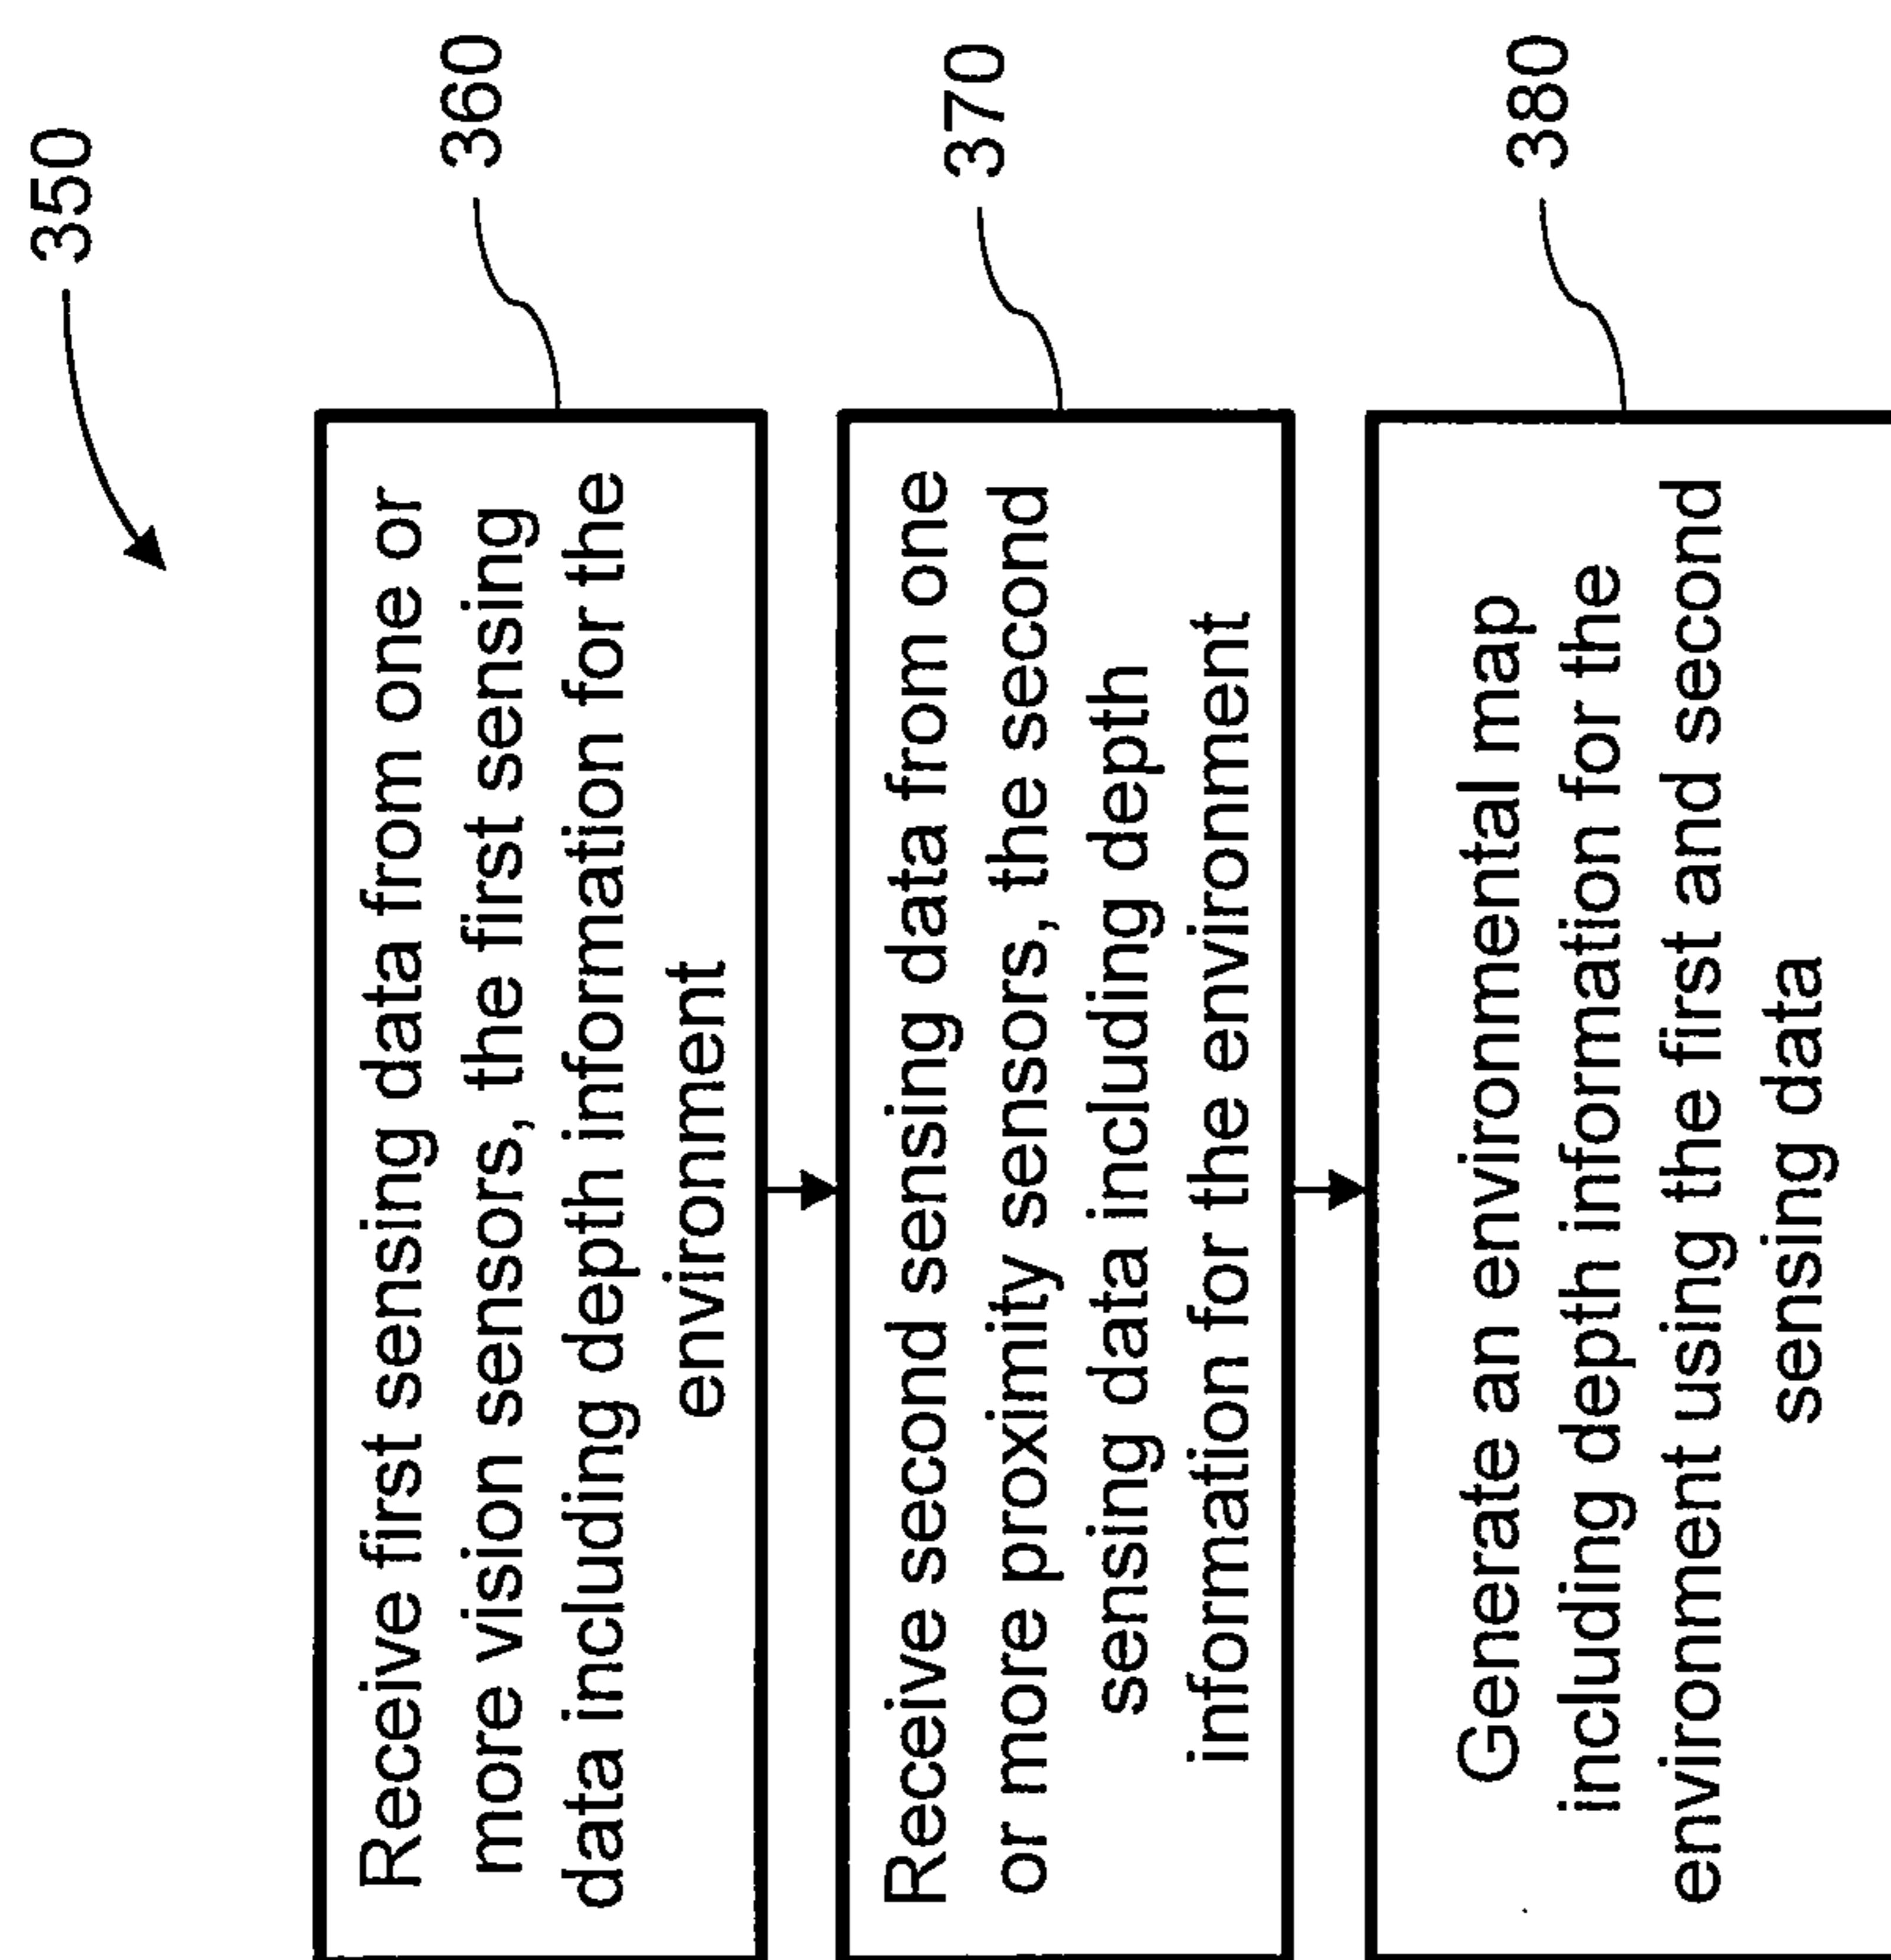 350
Receive first sensing data from one or
more vision sensors, the first sensing
data including depth information for the
environment
360
Receive second sensing data from one
or more proximity sensors, the second
sensing data including depth
information for the environment
370
Generate an environmental map
including depth information for the
environment using the first and second
sensing data
380